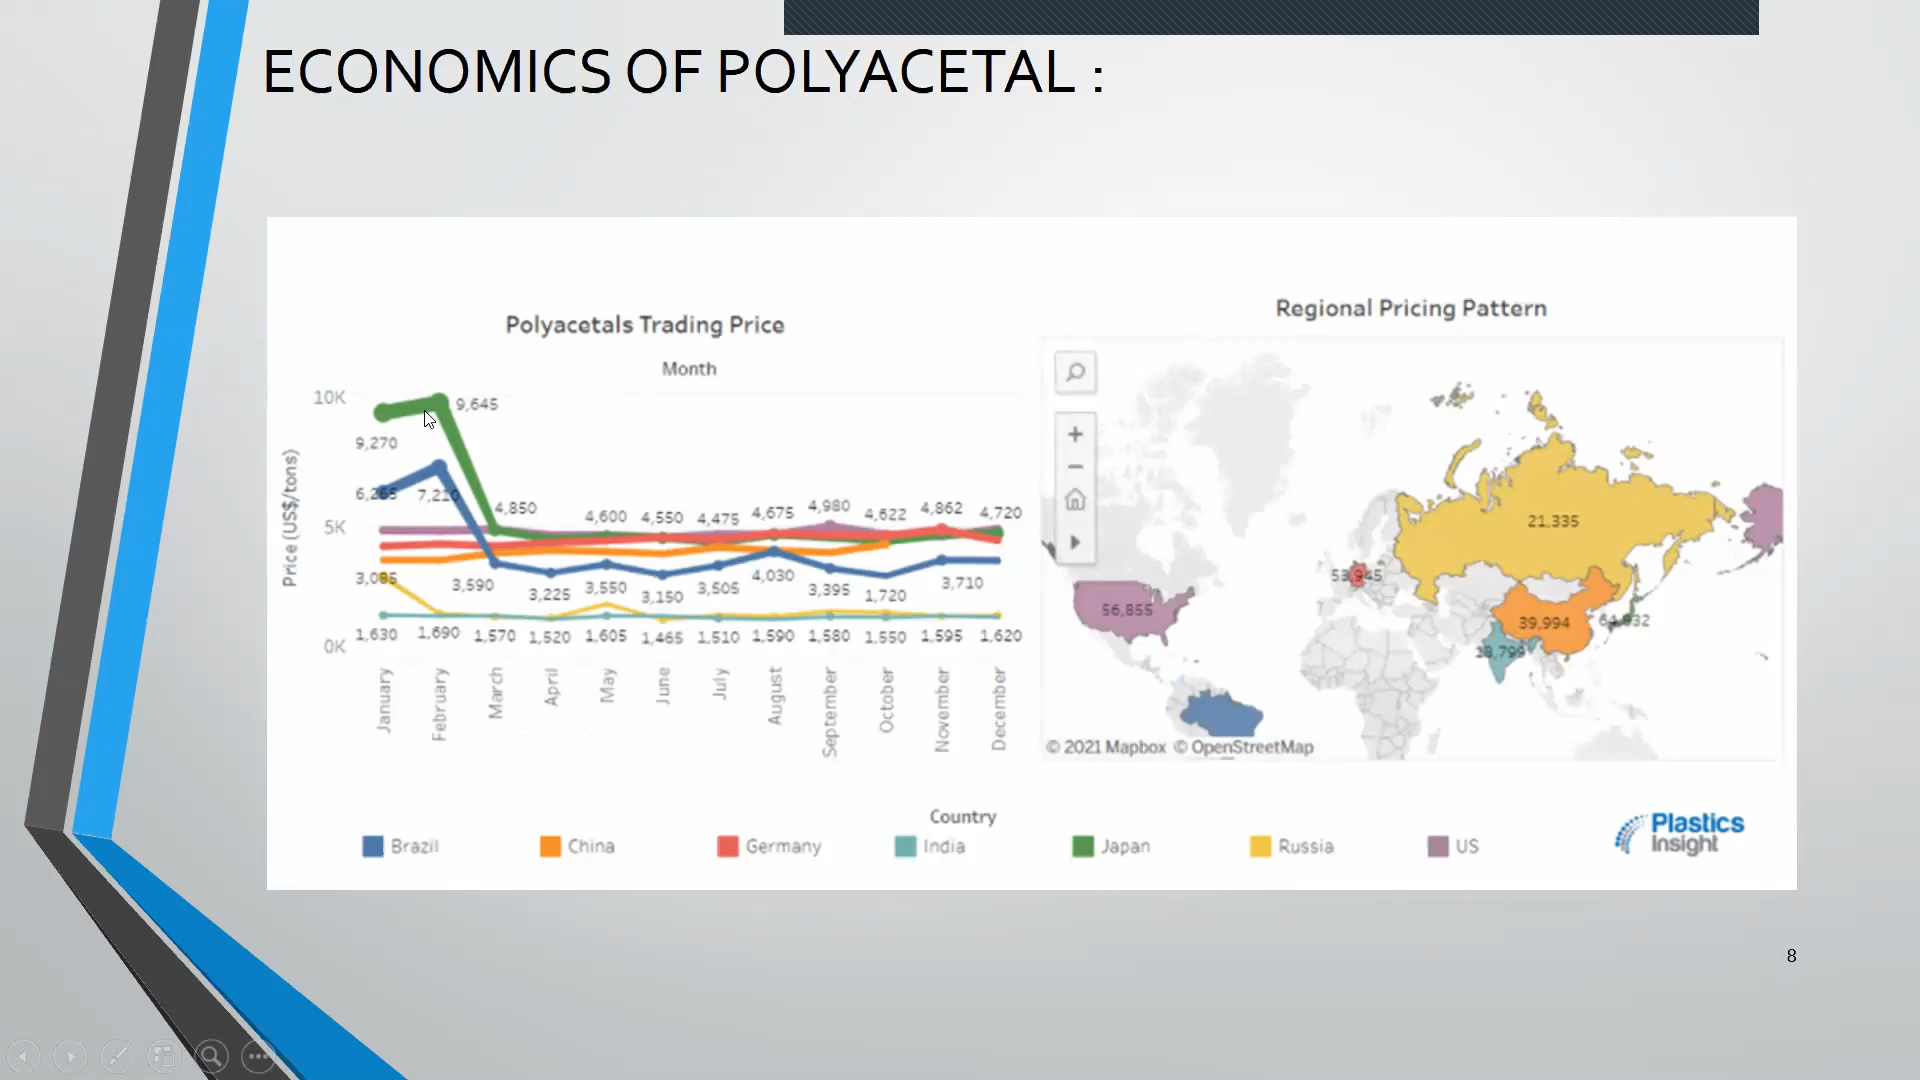 ECONOMICS OF POLYACETAL :
Polyacetals Trading Price
Month
10K
5K
0K
Price (US$/tons)
9,645
9,270
6,265
7,210
4,850
4,600
4,550
4,475
4,675
4,980
4,622
4,862
4,720
3,085
3,590
3,225
3,550
3,150
3,505
4,030
3,395
1,720
3,710
1,630
1,690
1,570
1,520
1,605
1,465
1,510
1,590
1,580
1,550
1,595
1,620
January
February
March
April
May
June
July
August
September
October
November
December
Regional Pricing Pattern
21,335
53,945
56,855
39,994
© 2021 Mapbox © OpenStreetMap
Country
Brazil
China
Germany
India
Japan
Russia
US
Plastics
Insight
8